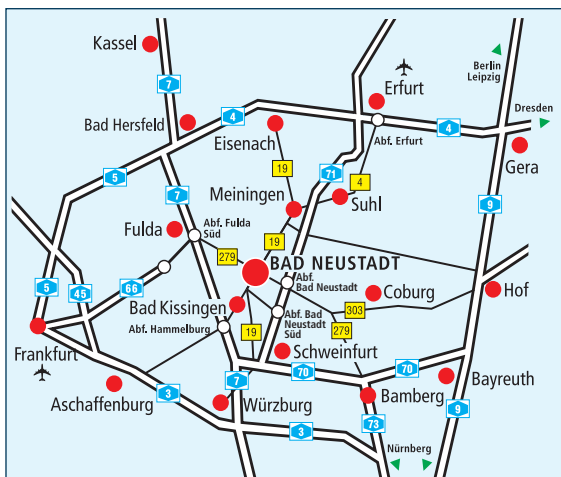 Kassel
7
Berlin
Leipzig
Erfurt
Dresden
Bad Hersfeld
4
Eisenach
Abf. Erfurt
4
Gera
5
19
71
4
7
Meiningen
Suhl
9
Fulda
Abf. Fulda
Süd
19
279
BAD NEUSTADT
5
45
66
Abf.
Bad Neustadt
Coburg
Hof
Bad Kissingen
303
Abf. Hammelburg
Abf. Bad
Neustadt
Süd
279
19
Frankfurt
Schweinfurt
70
70
7
Bayreuth
3
Aschaffenburg
Würzburg
Bamberg
9
73
3
Nürnberg